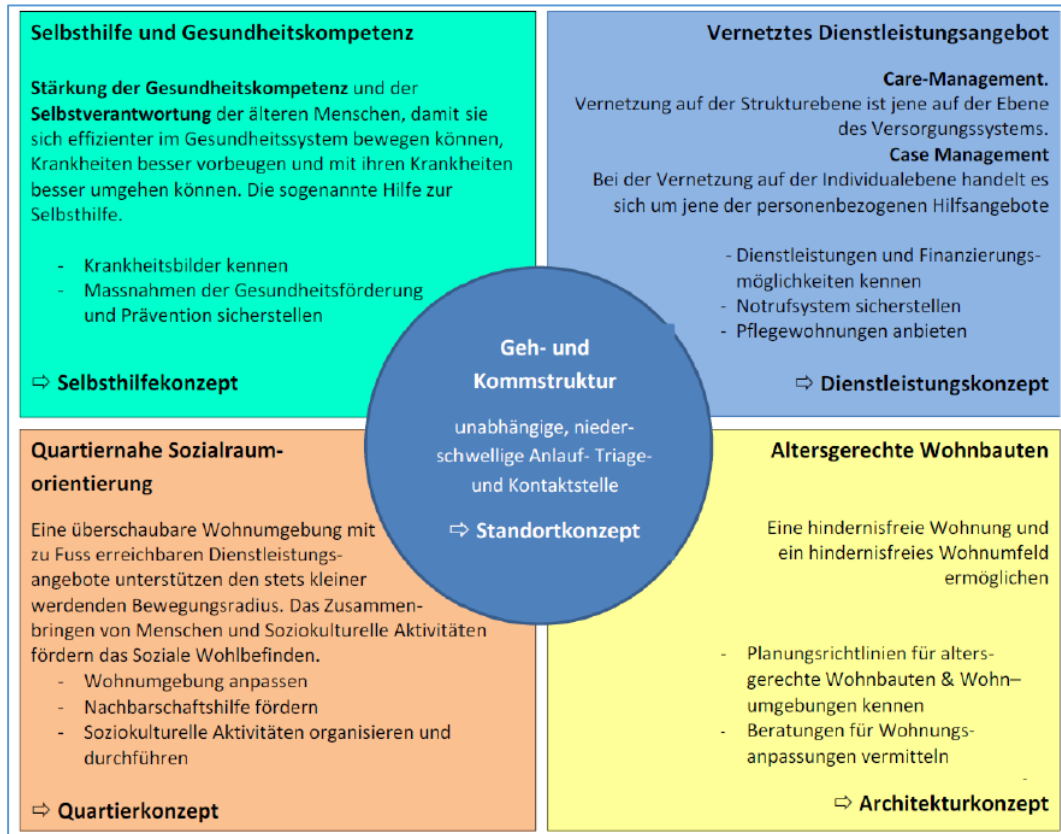 Selbsthilfe und Gesundheitskompetenz
Stärkung der Gesundheitskompetenz und der
Selbstverantwortung der älteren Menschen, damit sie
sich effizienter im Gesundheitssystem bewegen können,
Krankheiten besser vorbeugen und mit ihren Krankheiten
besser umgehen können. Die sogenannte Hilfe zur
Selbsthilfe.
- Krankheitsbilder kennen
- Massnahmen der Gesundheitsförderung
und Prävention sicherstellen
⇨ Selbsthilfekonzept
Vernetztes Dienstleistungsangebot
Care-Management.
Vernetzung auf der Strukturebene ist jene auf der Ebene
des Versorgungssystems.
Case Management
Bei der Vernetzung auf der Individualebene handelt es
sich um jene der personenbezogenen Hilfsangebote
- Dienstleistungen und Finanzierungs-
möglichkeiten kennen
- Notrufsystem sicherstellen
- Pflegewohnungen anbieten
⇨ Dienstleistungskonzept
Geh- und
Kommstruktur
unabhängige, nieder-
schwellige Anlauf- Triage-
und Kontaktstelle
⇨ Standortkonzept
Quartiernahe Sozialraum-
orientierung
Eine überschaubare Wohnumgebung mit
zu Fuss erreichbaren Dienstleistungs-
angebote unterstützen den stets kleiner
werdenden Bewegungsradius. Das Zusammen-
bringen von Menschen und Soziokulturelle Aktivitäten
fördern das Soziale Wohlbefinden.
- Wohnumgebung anpassen
- Nachbarschaftshilfe fördern
- Soziokulturelle Aktivitäten organisieren und
durchführen
⇨ Quartierkonzept
Altersgerechte Wohnbauten
Eine hindernisfreie Wohnung und
ein hindernisfreies Wohnumfeld
ermöglichen
- Planungsrichtlinien für alters-
gerechte Wohnbauten & Wohn–
umgebungen kennen
- Beratungen für Wohnungs-
anpassungen vermitteln
-
⇨ Architekturkonzept